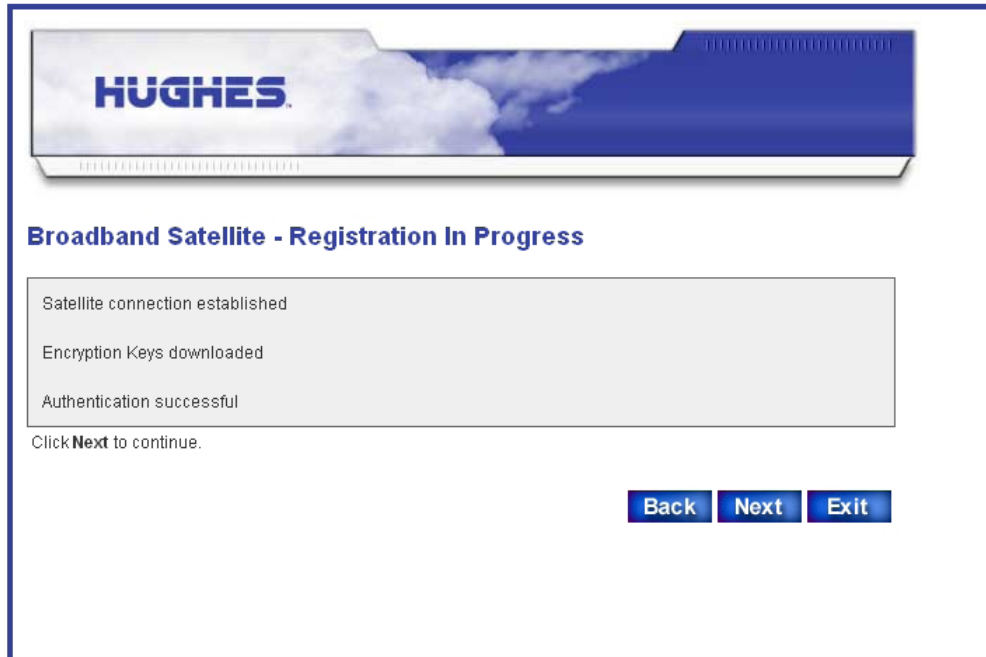 HUGHES
Broadband Satellite - Registration In Progress
Satellite connection established
Encryption Keys downloaded
Authentication successful
Click Next to continue.
Back Next Exit